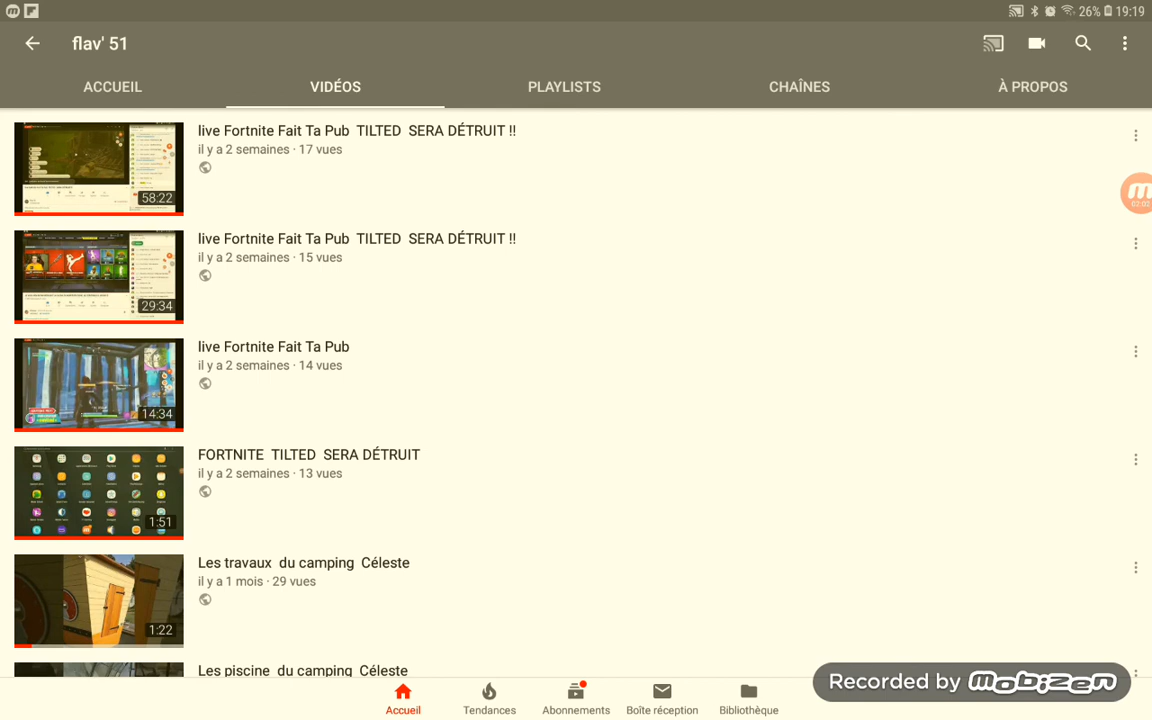 26% 19:19
flav' 51
ACCUEIL VIDÉOS PLAYLISTS CHAÎNES À PROPOS
live Fortnite Fait Ta Pub TILTED SERA DÉTRUIT !!
il y a 2 semaines · 17 vues
58:22
live Fortnite Fait Ta Pub TILTED SERA DÉTRUIT !!
il y a 2 semaines · 15 vues
29:34
live Fortnite Fait Ta Pub
il y a 2 semaines · 14 vues
14:34
FORTNITE TILTED SERA DÉTRUIT
il y a 2 semaines · 13 vues
1:51
Les travaux du camping Céleste
il y a 1 mois · 29 vues
1:22
Les piscine du camping Céleste
Recorded by mobizen
Accueil Tendances Abonnements Boîte réception Bibliothèque